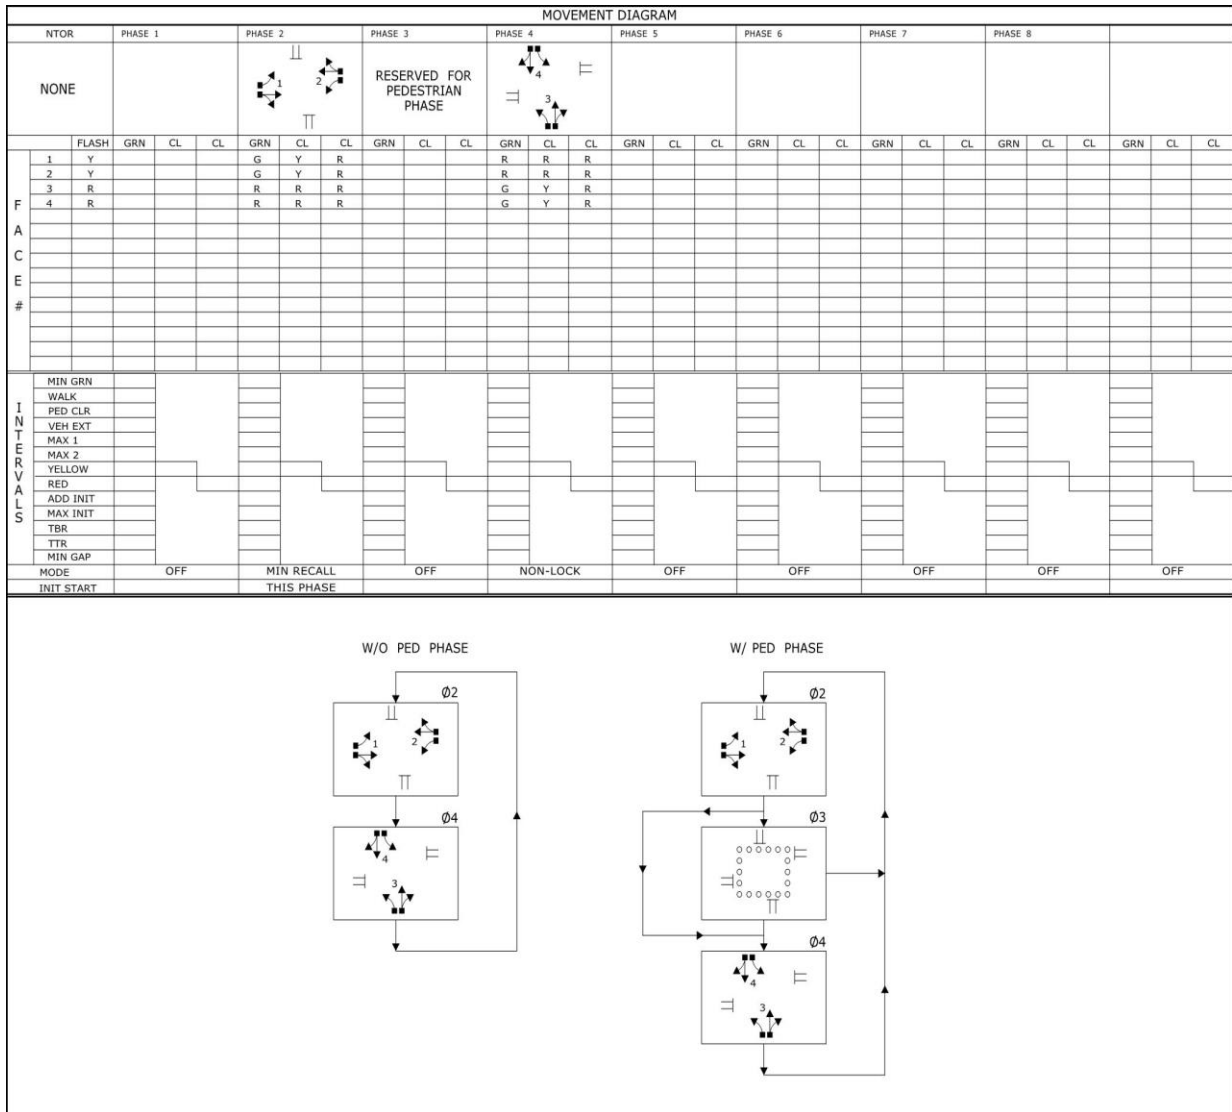 MOVEMENT DIAGRAM
NTOR PHASE 1 PHASE 2 PHASE 3 PHASE 4 PHASE 5 PHASE 6 PHASE 7 PHASE 8
NONE
1
2
RESERVED FOR
PEDESTRIAN
PHASE
4
3
FLASH GRN CL CL GRN CL CL GRN CL CL GRN CL CL GRN CL CL GRN CL CL GRN CL CL GRN CL CL GRN CL CL
FACE #
1 Y G Y R R R R
2 Y G Y R R R R
3 R R R R G Y R
4 R R R R G Y R
INTERVALS
MIN GRN
WALK
PED CLR
VEH EXT
MAX 1
MAX 2
YELLOW
RED
ADD INIT
MAX INIT
TBR
TTR
MIN GAP
MODE OFF MIN RECALL OFF NON-LOCK OFF OFF OFF OFF OFF
INIT START THIS PHASE
W/O PED PHASE
Ø2
1
2
Ø4
4
3
W/ PED PHASE
Ø2
1
2
Ø3
Ø4
4
3